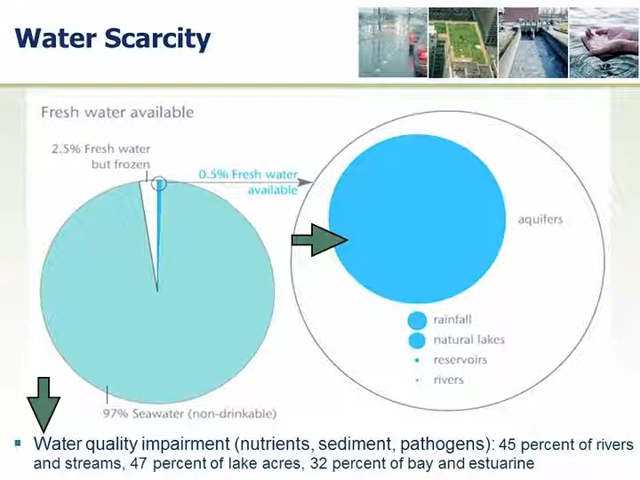 Water Scarcity
Fresh water available
2.5% Fresh water
but frozen
0.5% Fresh water
available
aquifers
rainfall
natural lakes
reservoirs
rivers
97% Seawater (non-drinkable)
Water quality impairment (nutrients, sediment, pathogens): 45 percent of rivers
and streams, 47 percent of lake acres, 32 percent of bay and estuarine